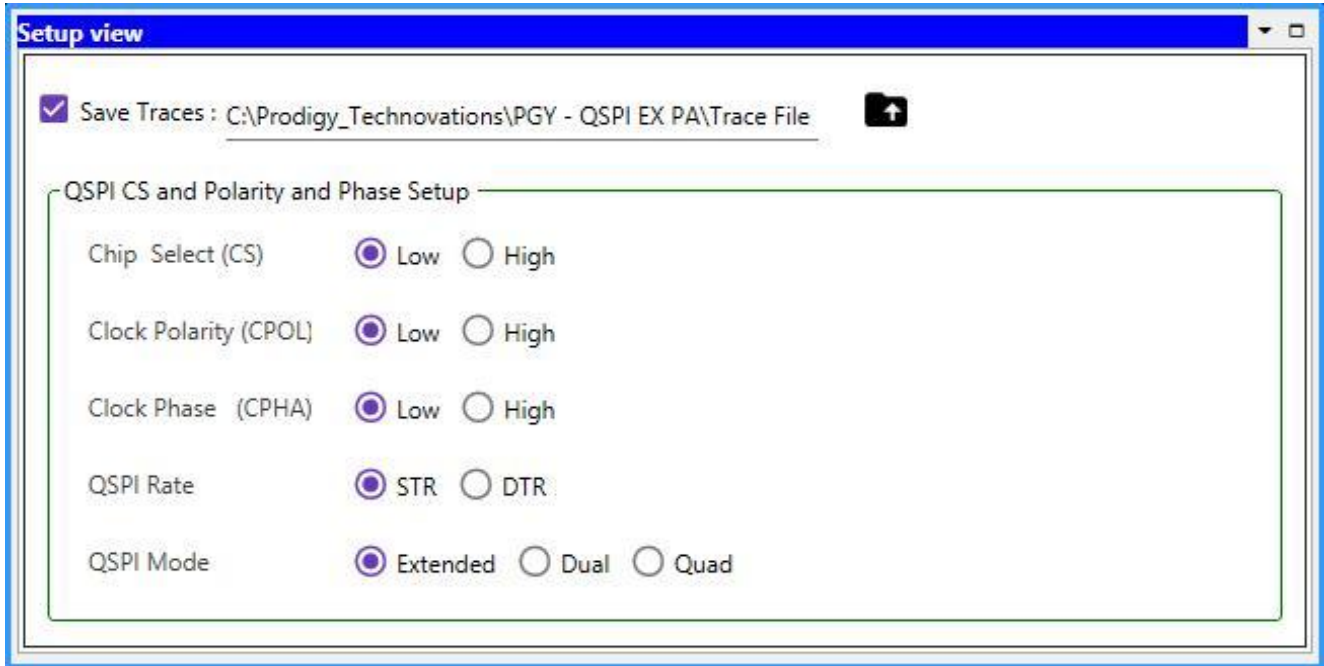 Setup view
Save Traces : C:\Prodigy_Technovations\PGY - QSPI EX PA\Trace File
QSPI CS and Polarity and Phase Setup
Chip Select (CS) Low High
Clock Polarity (CPOL) Low High
Clock Phase (CPHA) Low High
QSPI Rate STR DTR
QSPI Mode Extended Dual Quad